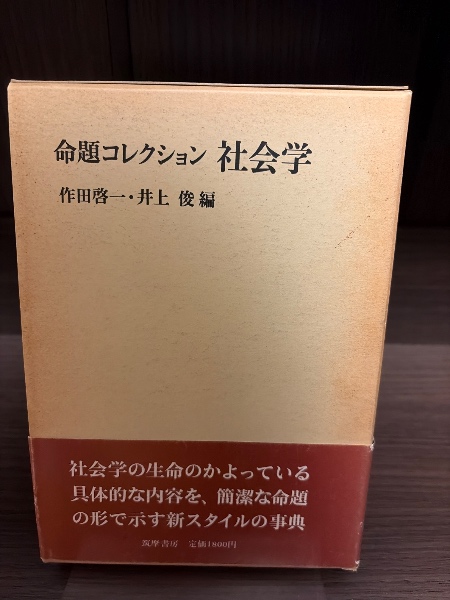 命題コレクション 社会学
作田啓一・井上 俊 編
社会学の生命のかよっている
具体的な内容を、簡潔な命題
の形で示す新スタイルの事典
筑摩書房 定価1800円